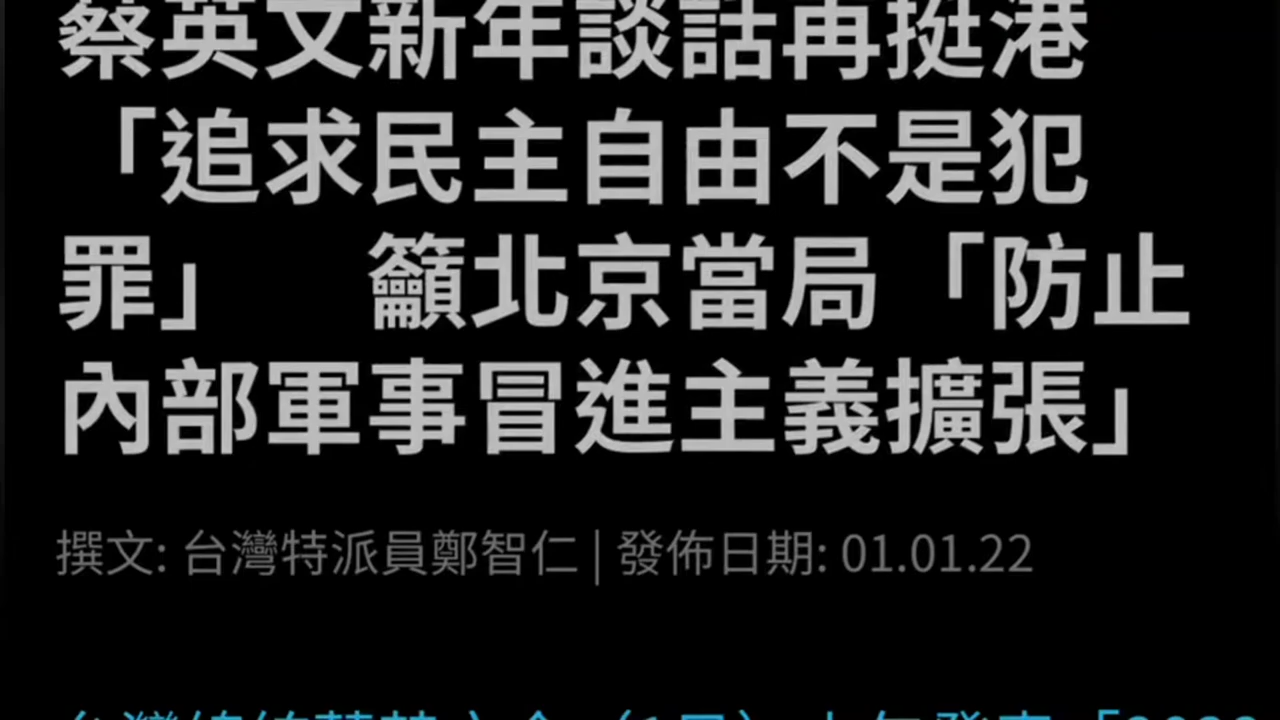 蔡英文新年談話再挺港
「追求民主自由不是犯
罪」　籲北京當局「防止
內部軍事冒進主義擴張」
撰文: 台灣特派員鄭智仁 | 發佈日期: 01.01.22